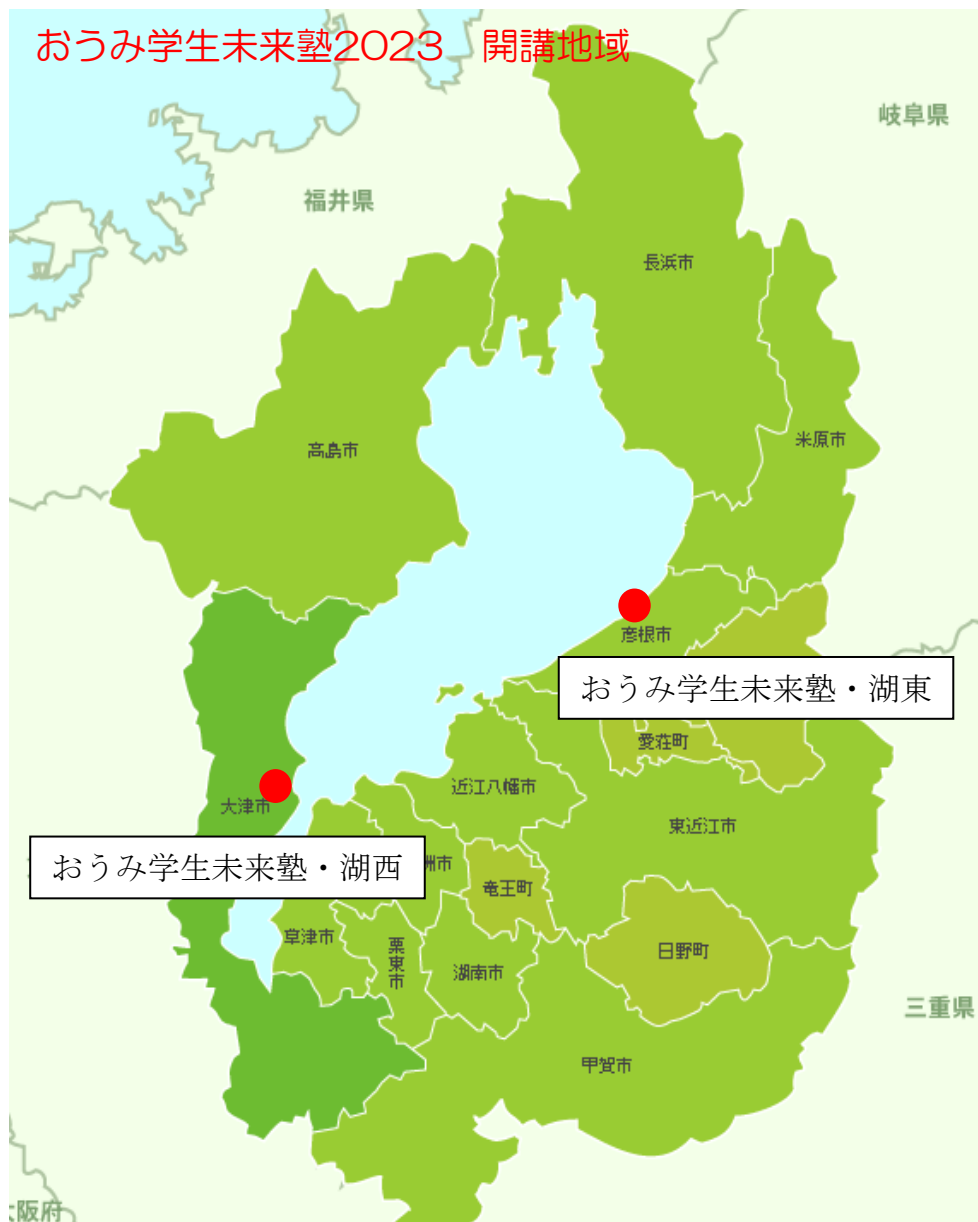 おうみ学生未来塾2023　開講地域
岐阜県
福井県
長浜市
米原市
高島市
彦根市
おうみ学生未来塾・湖東
愛荘町
近江八幡市
大津市
東近江市
おうみ学生未来塾・湖西
洲市
竜王町
草津市
栗東市
湖南市
日野町
三重県
甲賀市
阪府